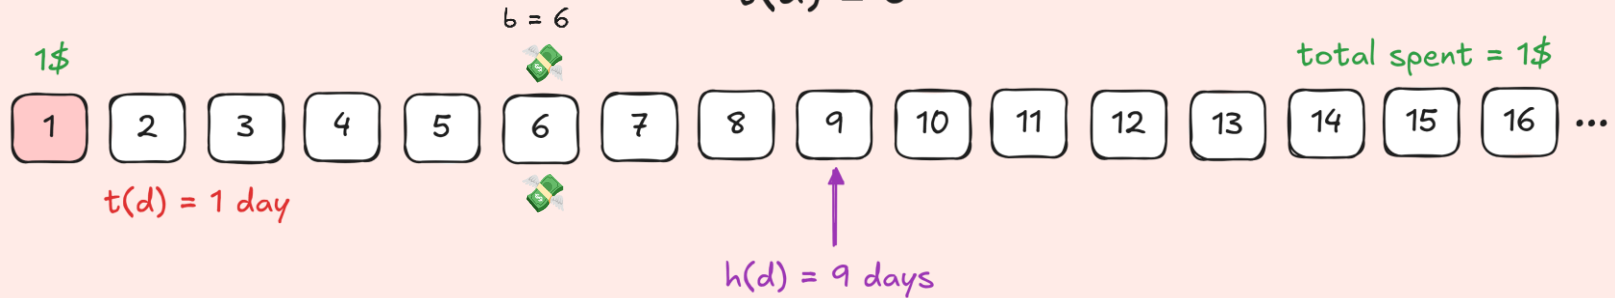 b = 6
1$
total spent = 1$
1 2 3 4 5 6 7 8 9 10 11 12 13 14 15 16 ...
t(d) = 1 day
h(d) = 9 days